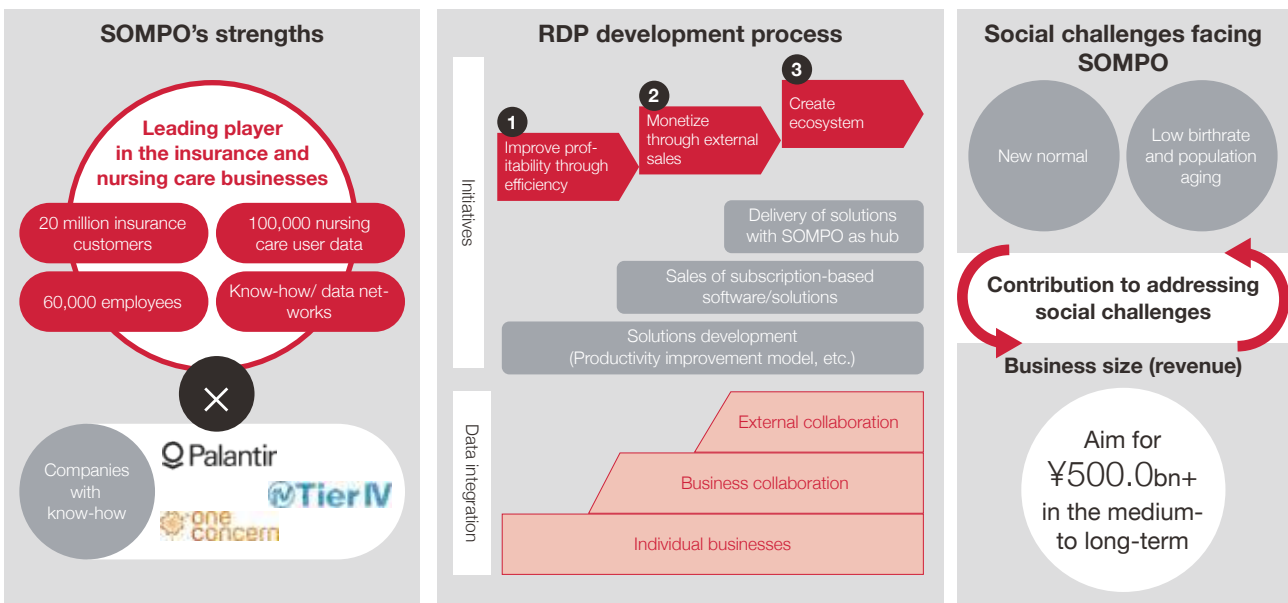 SOMPO's strengths
Leading player
in the insurance and
nursing care businesses
20 million insurance
customers
100,000 nursing
care user data
60,000 employees
Know-how/ data net-
works
×
Companies
with
know-how
Palantir
Tier IV
one
concern
RDP development process
Initiatives
1
Improve prof-
itability through
efficiency
2
Monetize
through external
sales
3
Create
ecosystem
Delivery of solutions
with SOMPO as hub
Sales of subscription-based
software/solutions
Solutions development
(Productivity improvement model, etc.)
Data integration
External collaboration
Business collaboration
Individual businesses
Social challenges facing
SOMPO
New normal
Low birthrate
and population
aging
Contribution to addressing
social challenges
Business size (revenue)
Aim for
¥500.0bn+
in the medium-
to long-term